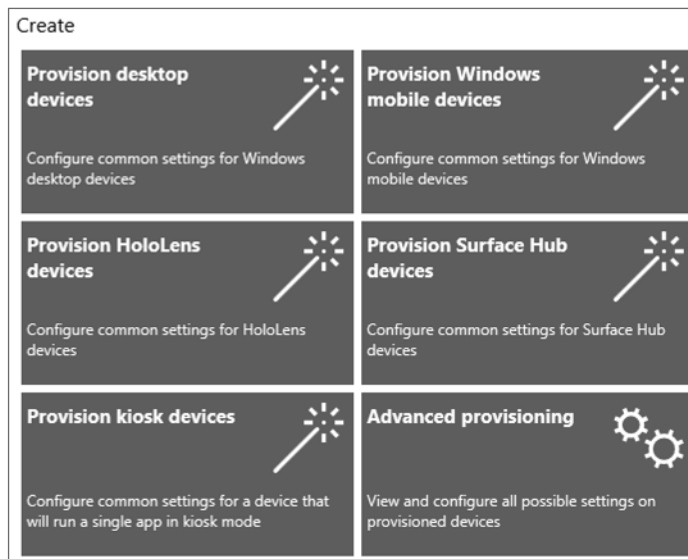 Create
Provision desktop
devices
Configure common settings for Windows
desktop devices
Provision Windows
mobile devices
Configure common settings for Windows
mobile devices
Provision HoloLens
devices
Configure common settings for HoloLens
devices
Provision Surface Hub
devices
Configure common settings for Surface Hub
devices
Provision kiosk devices
Configure common settings for a device that
will run a single app in kiosk mode
Advanced provisioning
View and configure all possible settings on
provisioned devices